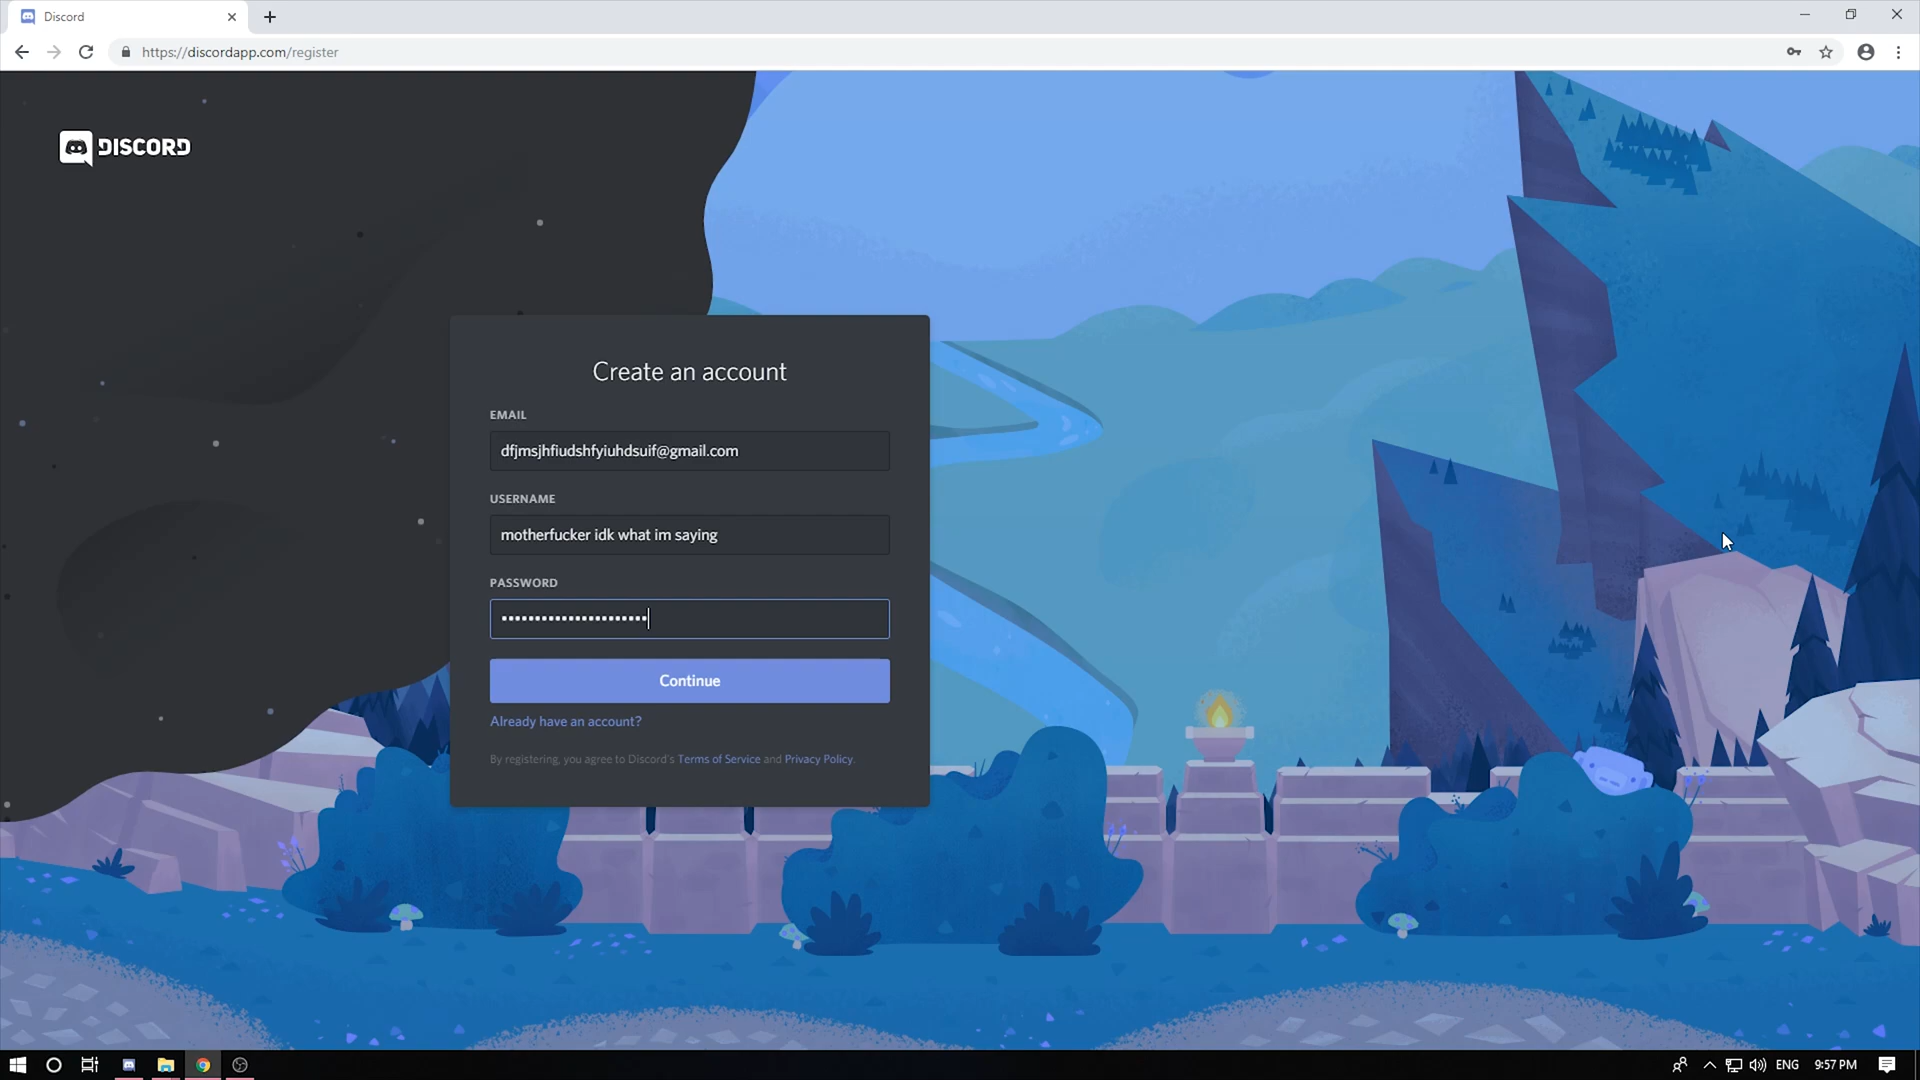 Discord
https://discordapp.com/register
DISCORD
Create an account
EMAIL
dfjmsjhfiudshfyiuhdsuif@gmail.com
USERNAME
motherfucker idk what im saying
PASSWORD
Continue
Already have an account?
By registering, you agree to Discord's Terms of Service and Privacy Policy.
ENG
9:57 PM